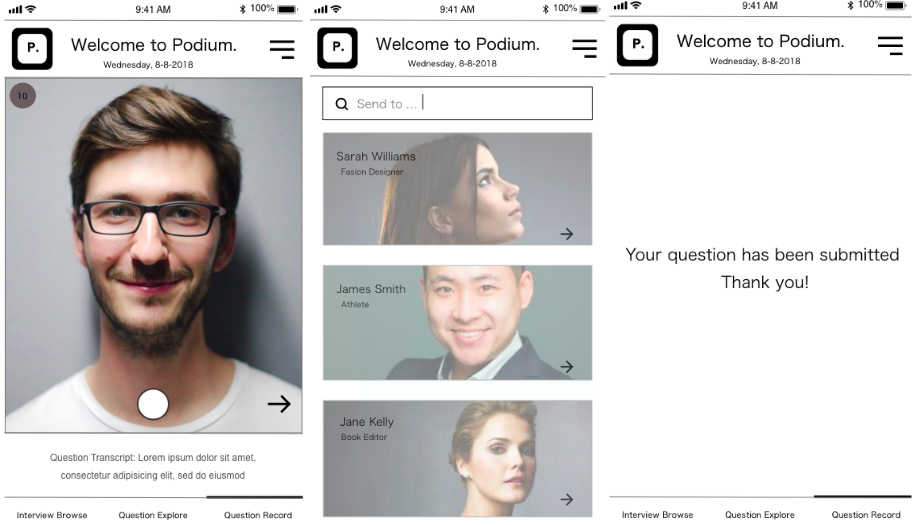 9:41 AM
100%
P.
Welcome to Podium.
Wednesday, 8-8-2018
10
Question Transcript: Lorem ipsum dolor sit amet,
consectetur adipisicing elit, sed do eiusmod
Interview Browse
Question Explore
Question Record
9:41 AM
100%
P.
Welcome to Podium.
Wednesday, 8-8-2018
Send to ...
Sarah Williams
Fasion Designer
James Smith
Athlete
Jane Kelly
Book Editor
9:41 AM
100%
P.
Welcome to Podium.
Wednesday, 8-8-2018
Your question has been submitted
Thank you!
Interview Browse
Question Explore
Question Record